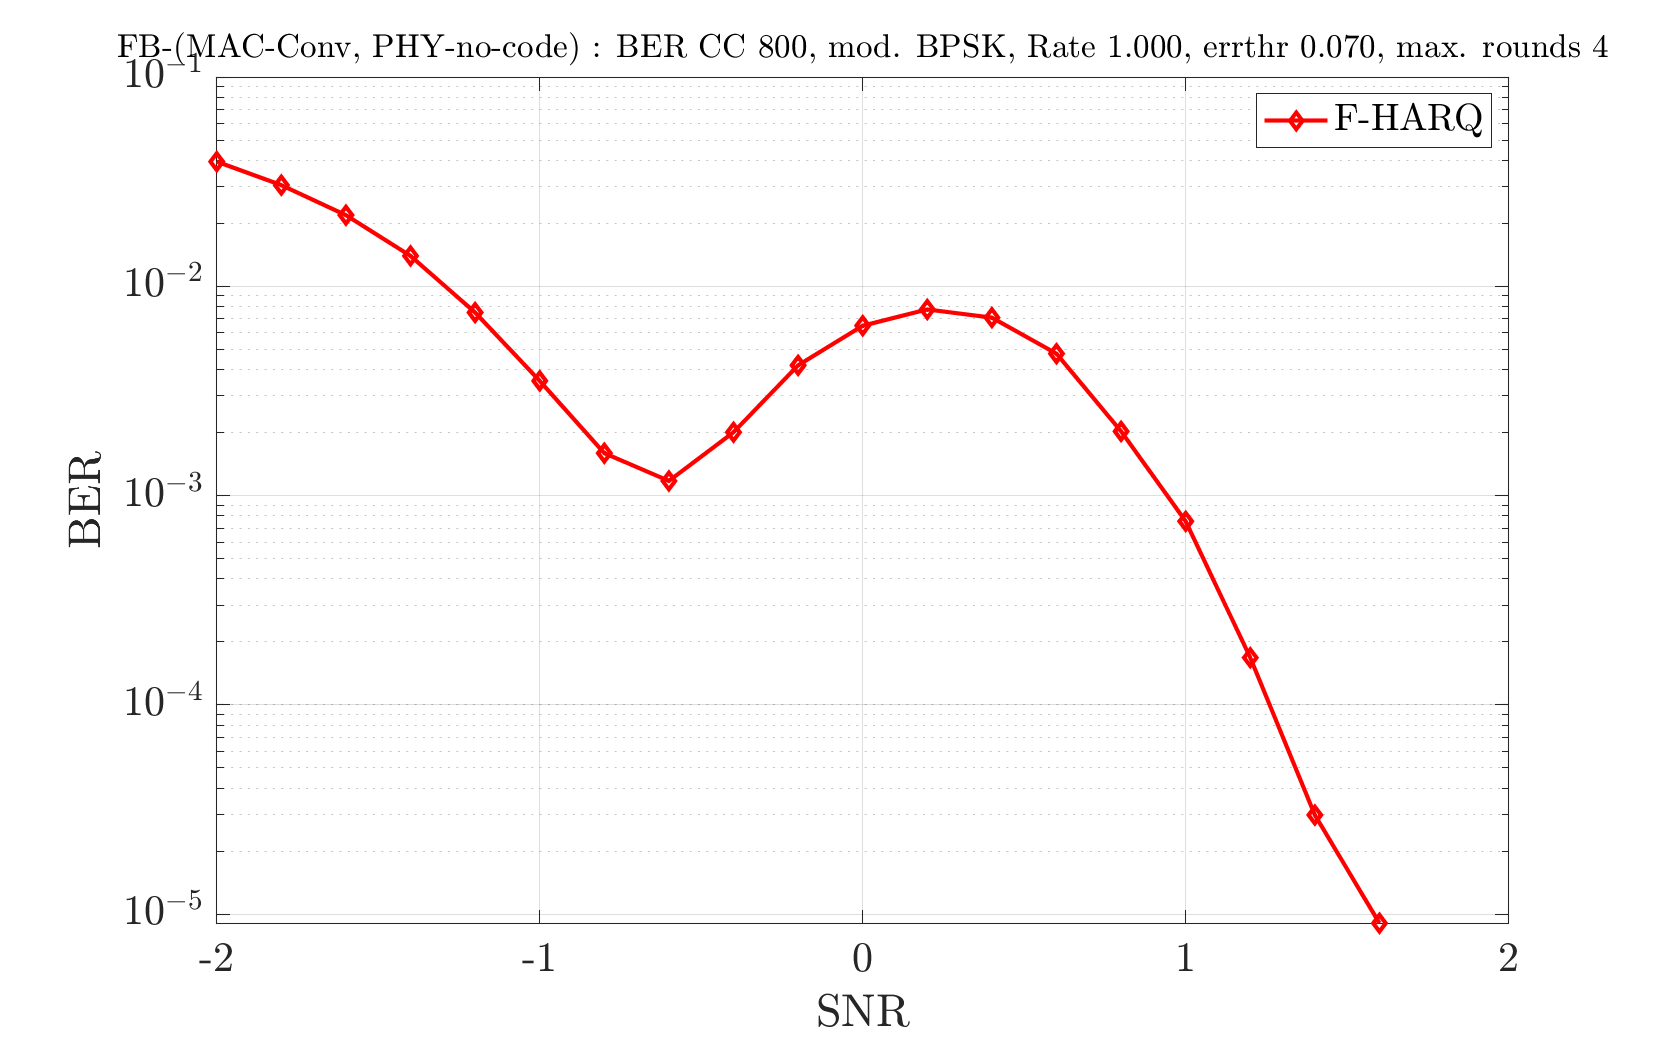 FB-(MAC-Conv, PHY-no-code) : BER CC 800, mod. BPSK, Rate 1.000, errthr 0.070, max. rounds 4
10⁻¹
F-HARQ
10⁻²
BER
10⁻³
10⁻⁴
10⁻⁵
-2 -1 0 1 2
SNR